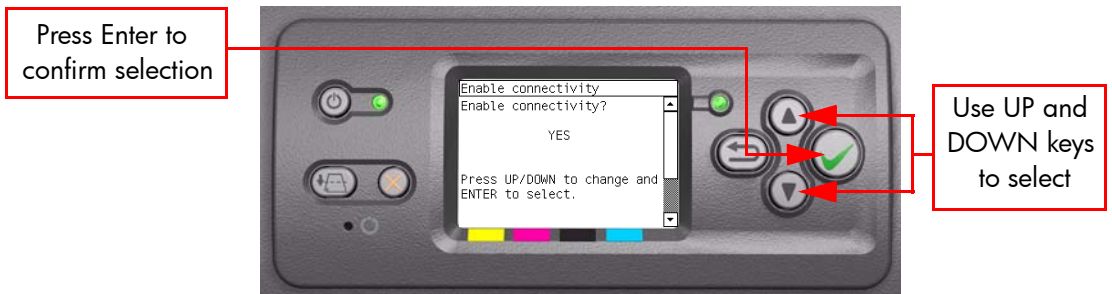 Press Enter to
confirm selection
Enable connectivity
Enable connectivity?
YES
Press UP/DOWN to change and
ENTER to select.
Use UP and
DOWN keys
to select